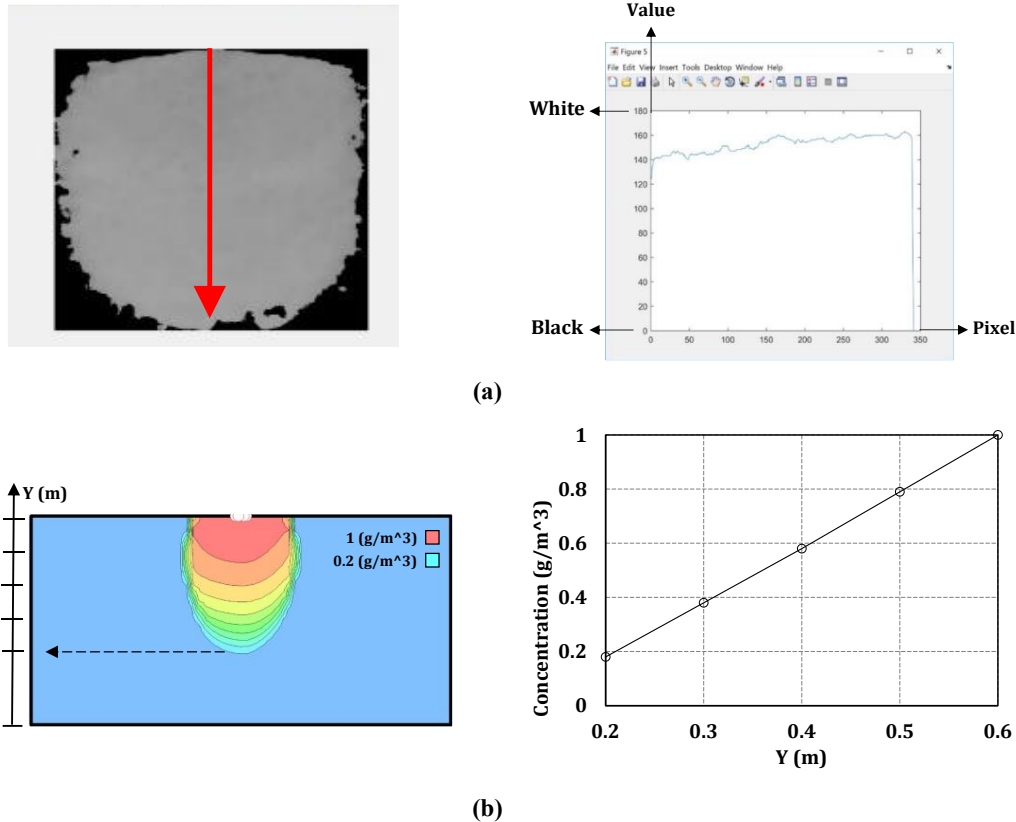 Value
Figure 5
File Edit View Insert Tools Desktop Window Help
White
180
160
140
120
100
80
60
40
20
0
Black
0 50 100 150 200 250 300 350
Pixel
(a)
Y (m)
1 (g/m^3)
0.2 (g/m^3)
Concentration (g/m^3)
1
0.8
0.6
0.4
0.2
0
0.2 0.3 0.4 0.5 0.6
Y (m)
(b)